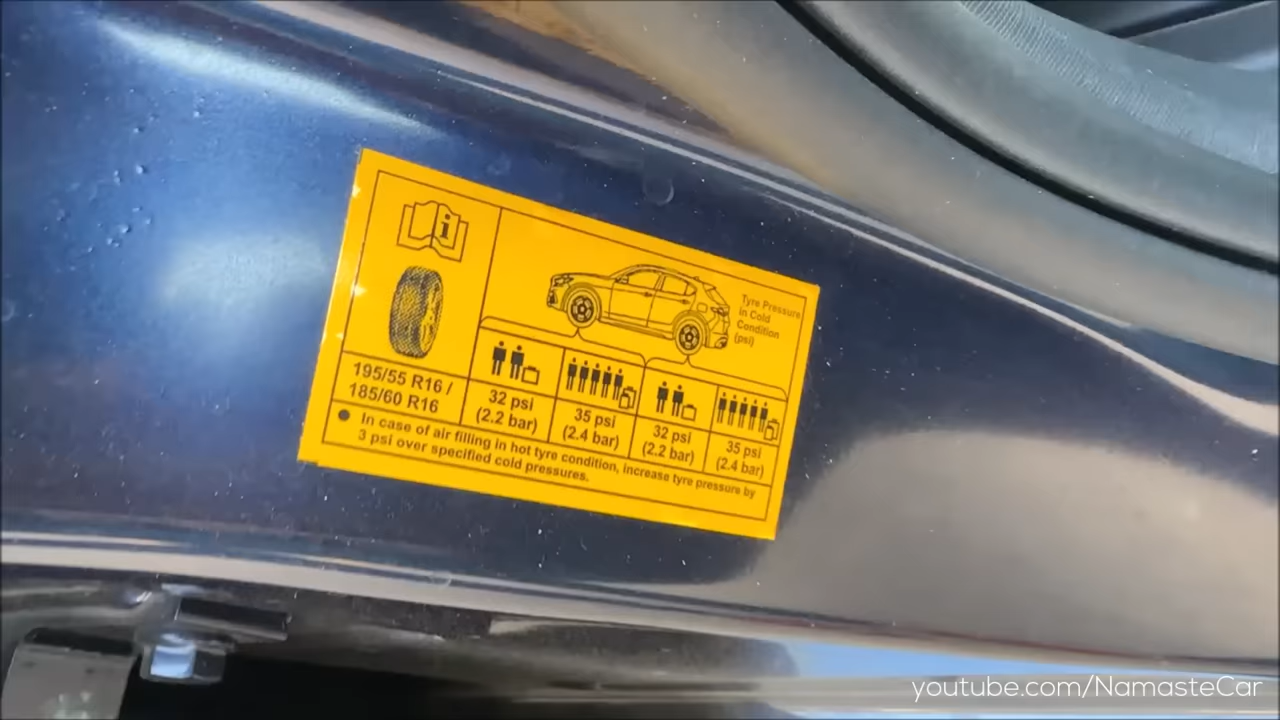 i
Tyre Pressure
in Cold
Condition
(psi)
195/55 R16 /
185/60 R16
32 psi
(2.2 bar)
35 psi
(2.4 bar)
32 psi
(2.2 bar)
35 psi
(2.4 bar)
● In case of air filling in hot tyre condition, increase tyre pressure by
3 psi over specified cold pressures.
youtube.com/NamasteCar